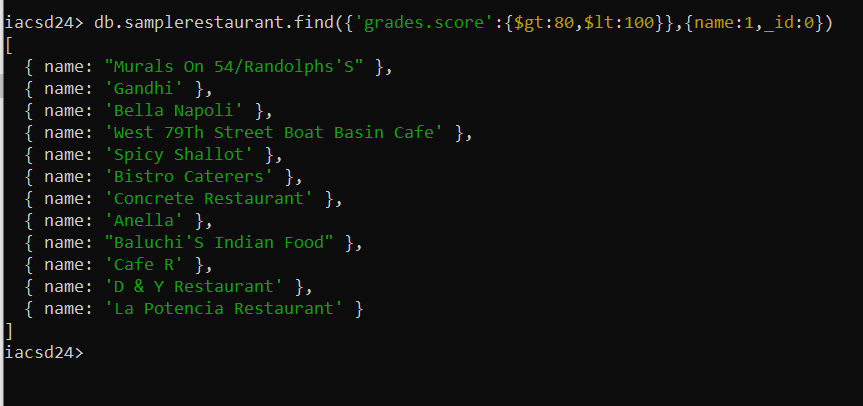 iacsd24> db.samplerestaurant.find({'grades.score':{$gt:80,$lt:100}},{name:1,_id:0})
[
  { name: "Murals On 54/Randolphs'S" },
  { name: 'Gandhi' },
  { name: 'Bella Napoli' },
  { name: 'West 79Th Street Boat Basin Cafe' },
  { name: 'Spicy Shallot' },
  { name: 'Bistro Caterers' },
  { name: 'Concrete Restaurant' },
  { name: 'Anella' },
  { name: "Baluchi'S Indian Food" },
  { name: 'Cafe R' },
  { name: 'D & Y Restaurant' },
  { name: 'La Potencia Restaurant' }
]
iacsd24>